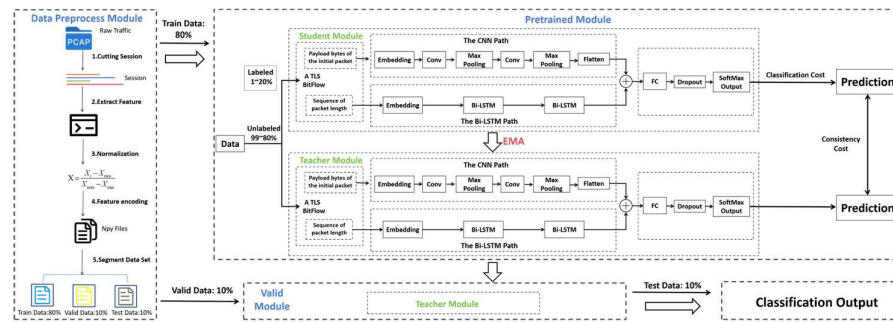 Data Preprocess Module
PCAP
Raw Traffic
1.Cutting Session
Session
2.Extract Feature
3.Normalization
X = (X_i − X_min) / (X_max − X_min)
4.Feature encoding
Npy Files
5.Segment Data Set
Train Data:80%
Valid Data:10%
Test Data:10%
Train Data:
80%
Valid Data: 10%
Pretrained Module
Data
Labeled
1~20%
Unlabeled
99~80%
Student Module
A TLS
BitFlow
Payload bytes of
the initial packet
Sequence of
packet length
The CNN Path
Embedding
Conv
Max
Pooling
Conv
Max
Pooling
Flatten
Embedding
Bi-LSTM
Bi-LSTM
The Bi-LSTM Path
FC
Dropout
SoftMax
Output
Classification Cost
Prediction
EMA
Consistency
Cost
Teacher Module
A TLS
BitFlow
Payload bytes of
the initial packet
Sequence of
packet length
The CNN Path
Embedding
Conv
Max
Pooling
Conv
Max
Pooling
Flatten
Embedding
Bi-LSTM
Bi-LSTM
The Bi-LSTM Path
FC
Dropout
SoftMax
Output
Prediction
Valid
Module
Teacher Module
Test Data: 10%
Classification Output